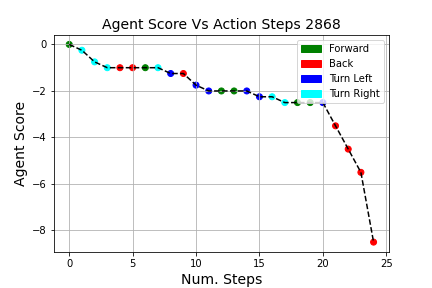 Agent Score Vs Action Steps 2868
Forward
Back
Turn Left
Turn Right
0
−2
−4
−6
−8
Agent Score
0 5 10 15 20 25
Num. Steps